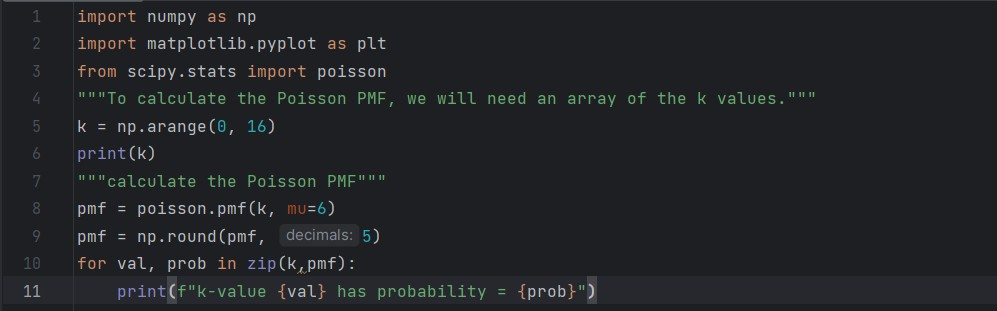 1 import numpy as np
2 import matplotlib.pyplot as plt
3 from scipy.stats import poisson
4 """To calculate the Poisson PMF, we will need an array of the k values."""
5 k = np.arange(0, 16)
6 print(k)
7 """calculate the Poisson PMF"""
8 pmf = poisson.pmf(k, mu=6)
9 pmf = np.round(pmf, decimals: 5)
10 for val, prob in zip(k,pmf):
11     print(f"k-value {val} has probability = {prob}")